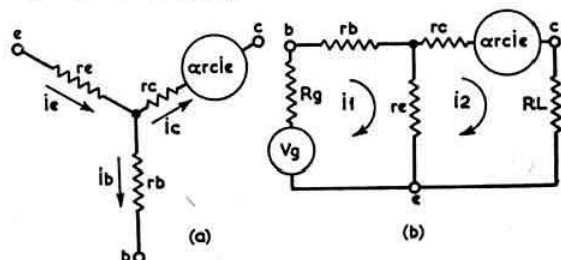 e
re
ie
rc
αrcie
c
ic
ib
rb
b
(a)
b
rb
rc
αrcie
c
Rg
i1
re
i2
RL
Vg
e
(b)